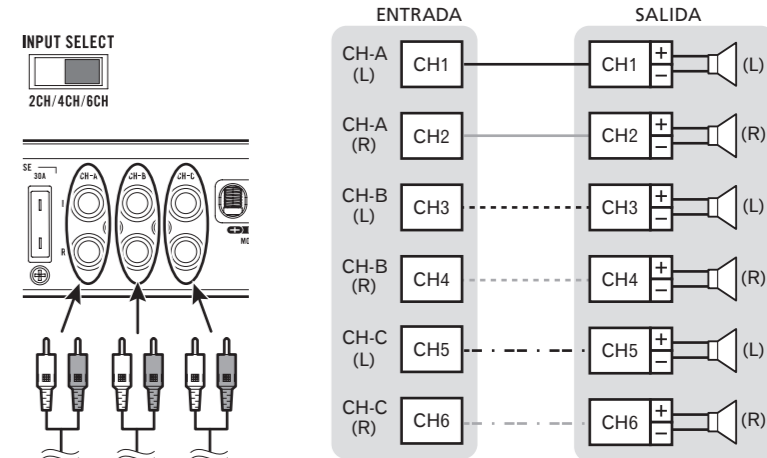 INPUT SELECT
2CH/4CH/6CH
SE
30A
CH-A
CH-B
CH-C
R
ENTRADA
SALIDA
CH-A
(L)
CH1
CH1
+
–
(L)
CH-A
(R)
CH2
CH2
+
–
(R)
CH-B
(L)
CH3
CH3
+
–
(L)
CH-B
(R)
CH4
CH4
+
–
(R)
CH-C
(L)
CH5
CH5
+
–
(L)
CH-C
(R)
CH6
CH6
+
–
(R)